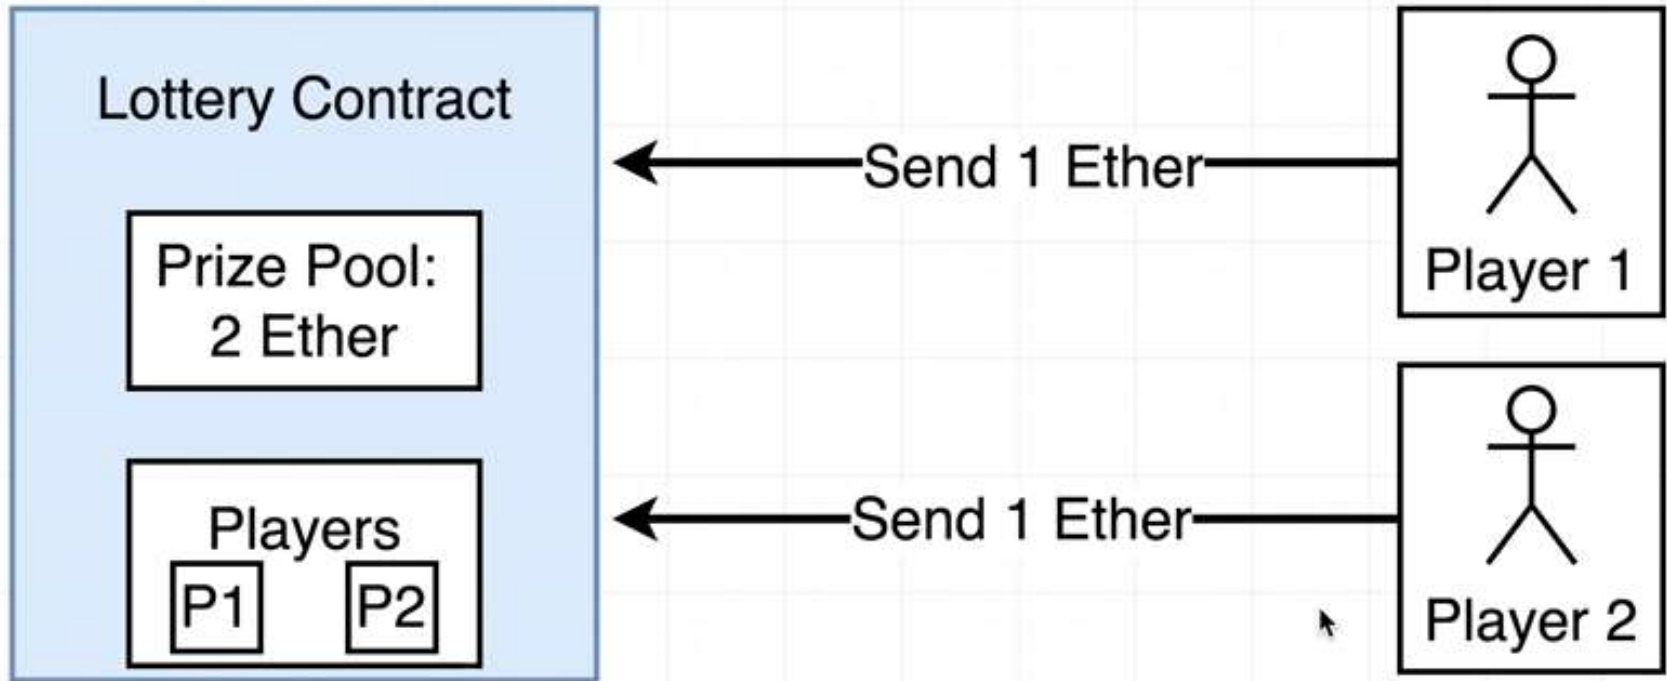 Lottery Contract
Prize Pool:
2 Ether
Players
P1 P2
Send 1 Ether
Player 1
Send 1 Ether
Player 2